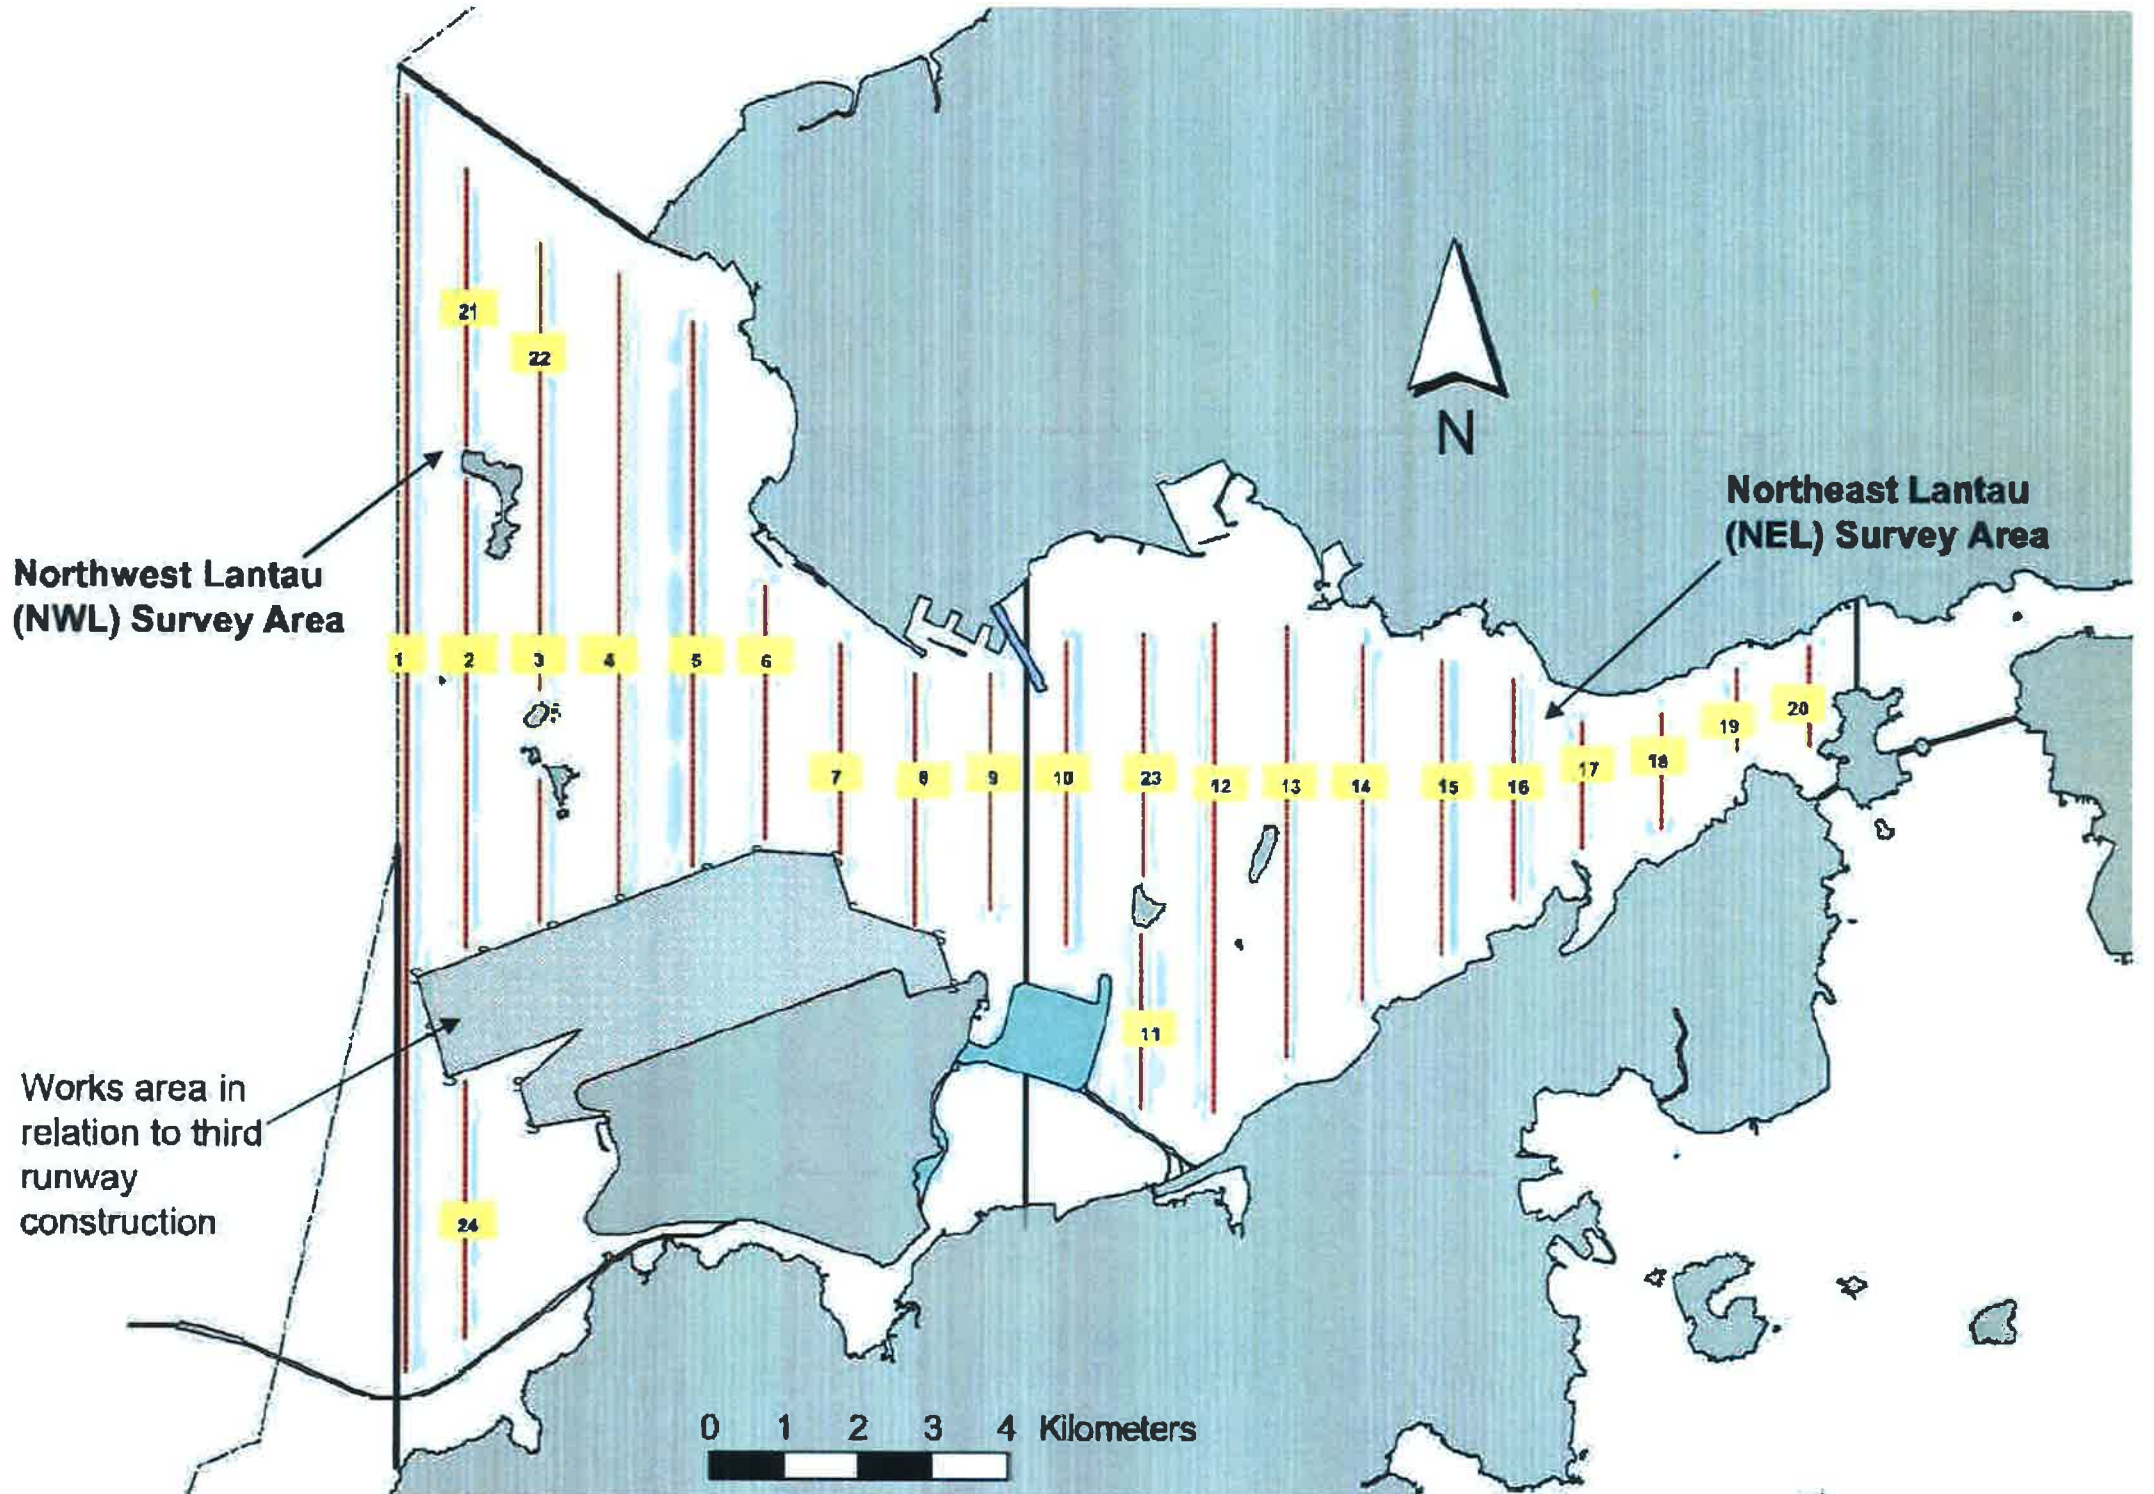 N
21
22
Northeast Lantau
(NEL) Survey Area
Northwest Lantau
(NWL) Survey Area
1 2 3 4 5 6
7 8 9 10 23 12 13 14 15 16 17 18 19 20
11
Works area in
relation to third
runway
construction
24
0 1 2 3 4 Kilometers